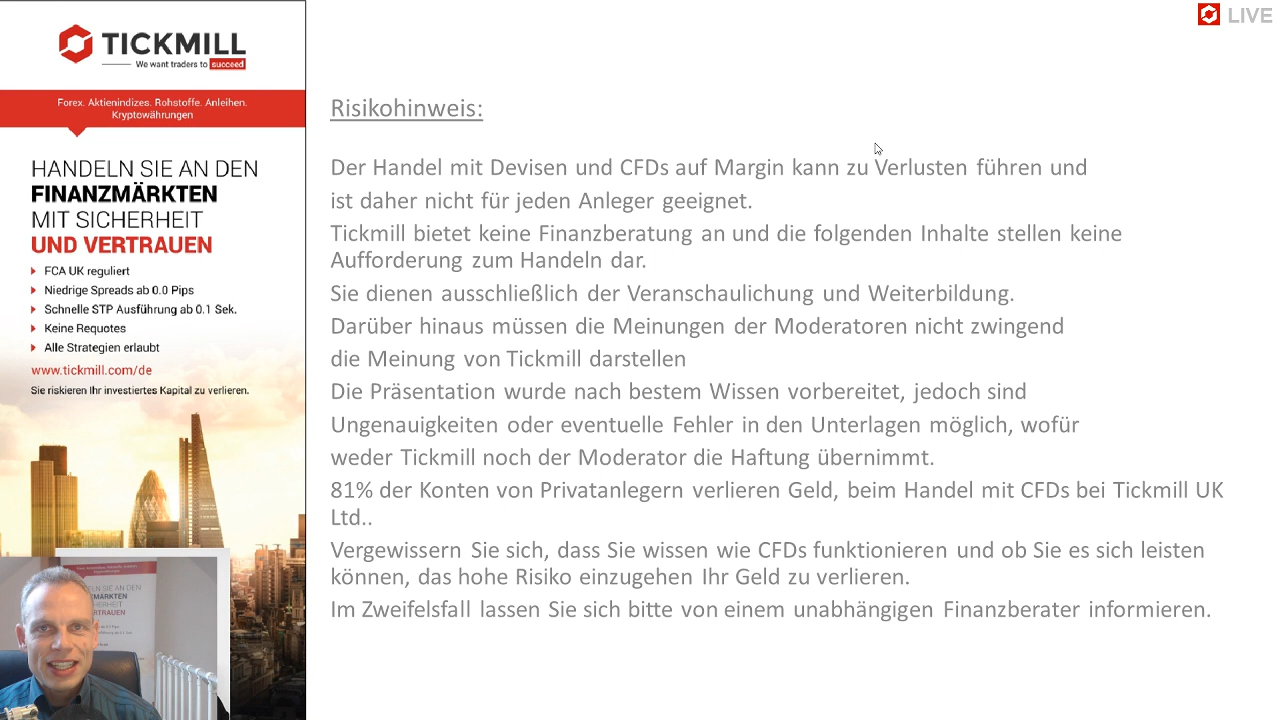 TICKMILL
We want traders to succeed
Forex. Aktienindizes. Rohstoffe. Anleihen.
Kryptowährungen
HANDELN SIE AN DEN
FINANZMÄRKTEN
MIT SICHERHEIT
UND VERTRAUEN
FCA UK reguliert
Niedrige Spreads ab 0.0 Pips
Schnelle STP Ausführung ab 0.1 Sek.
Keine Requotes
Alle Strategien erlaubt
www.tickmill.com/de
Sie riskieren Ihr investiertes Kapital zu verlieren.
LIVE
Risikohinweis:
Der Handel mit Devisen und CFDs auf Margin kann zu Verlusten führen und
ist daher nicht für jeden Anleger geeignet.
Tickmill bietet keine Finanzberatung an und die folgenden Inhalte stellen keine
Aufforderung zum Handeln dar.
Sie dienen ausschließlich der Veranschaulichung und Weiterbildung.
Darüber hinaus müssen die Meinungen der Moderatoren nicht zwingend
die Meinung von Tickmill darstellen
Die Präsentation wurde nach bestem Wissen vorbereitet, jedoch sind
Ungenauigkeiten oder eventuelle Fehler in den Unterlagen möglich, wofür
weder Tickmill noch der Moderator die Haftung übernimmt.
81% der Konten von Privatanlegern verlieren Geld, beim Handel mit CFDs bei Tickmill UK
Ltd..
Vergewissern Sie sich, dass Sie wissen wie CFDs funktionieren und ob Sie es sich leisten
können, das hohe Risiko einzugehen Ihr Geld zu verlieren.
Im Zweifelsfall lassen Sie sich bitte von einem unabhängigen Finanzberater informieren.